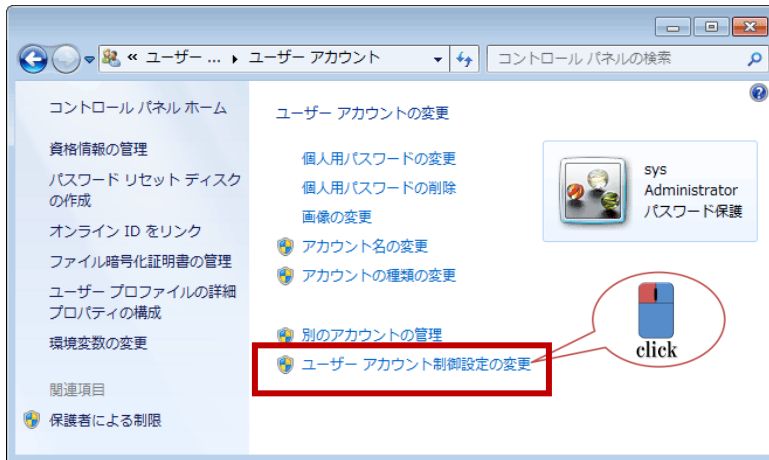 « ユーザー ... ▸ ユーザー アカウント
コントロール パネルの検索
コントロール パネル ホーム
資格情報の管理
パスワード リセット ディスク
の作成
オンライン ID をリンク
ファイル暗号化証明書の管理
ユーザー プロファイルの詳細
プロパティの構成
環境変数の変更
関連項目
保護者による制限
ユーザー アカウントの変更
個人用パスワードの変更
個人用パスワードの削除
画像の変更
アカウント名の変更
アカウントの種類の変更
別のアカウントの管理
ユーザー アカウント制御設定の変更
sys
Administrator
パスワード保護
click